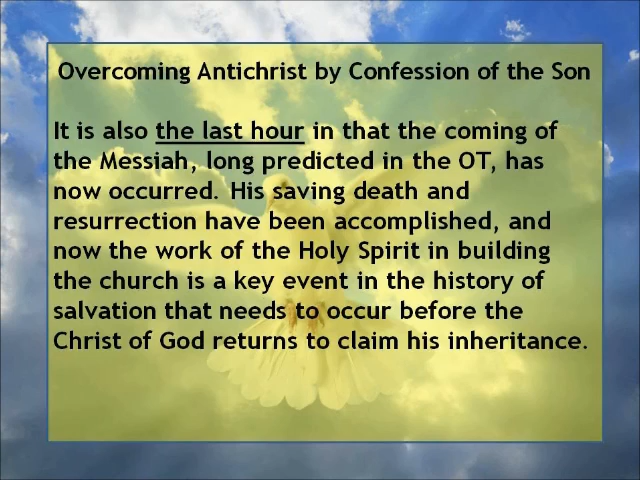 Overcoming Antichrist by Confession of the Son
It is also the last hour in that the coming of
the Messiah, long predicted in the OT, has
now occurred. His saving death and
resurrection have been accomplished, and
now the work of the Holy Spirit in building
the church is a key event in the history of
salvation that needs to occur before the
Christ of God returns to claim his inheritance.